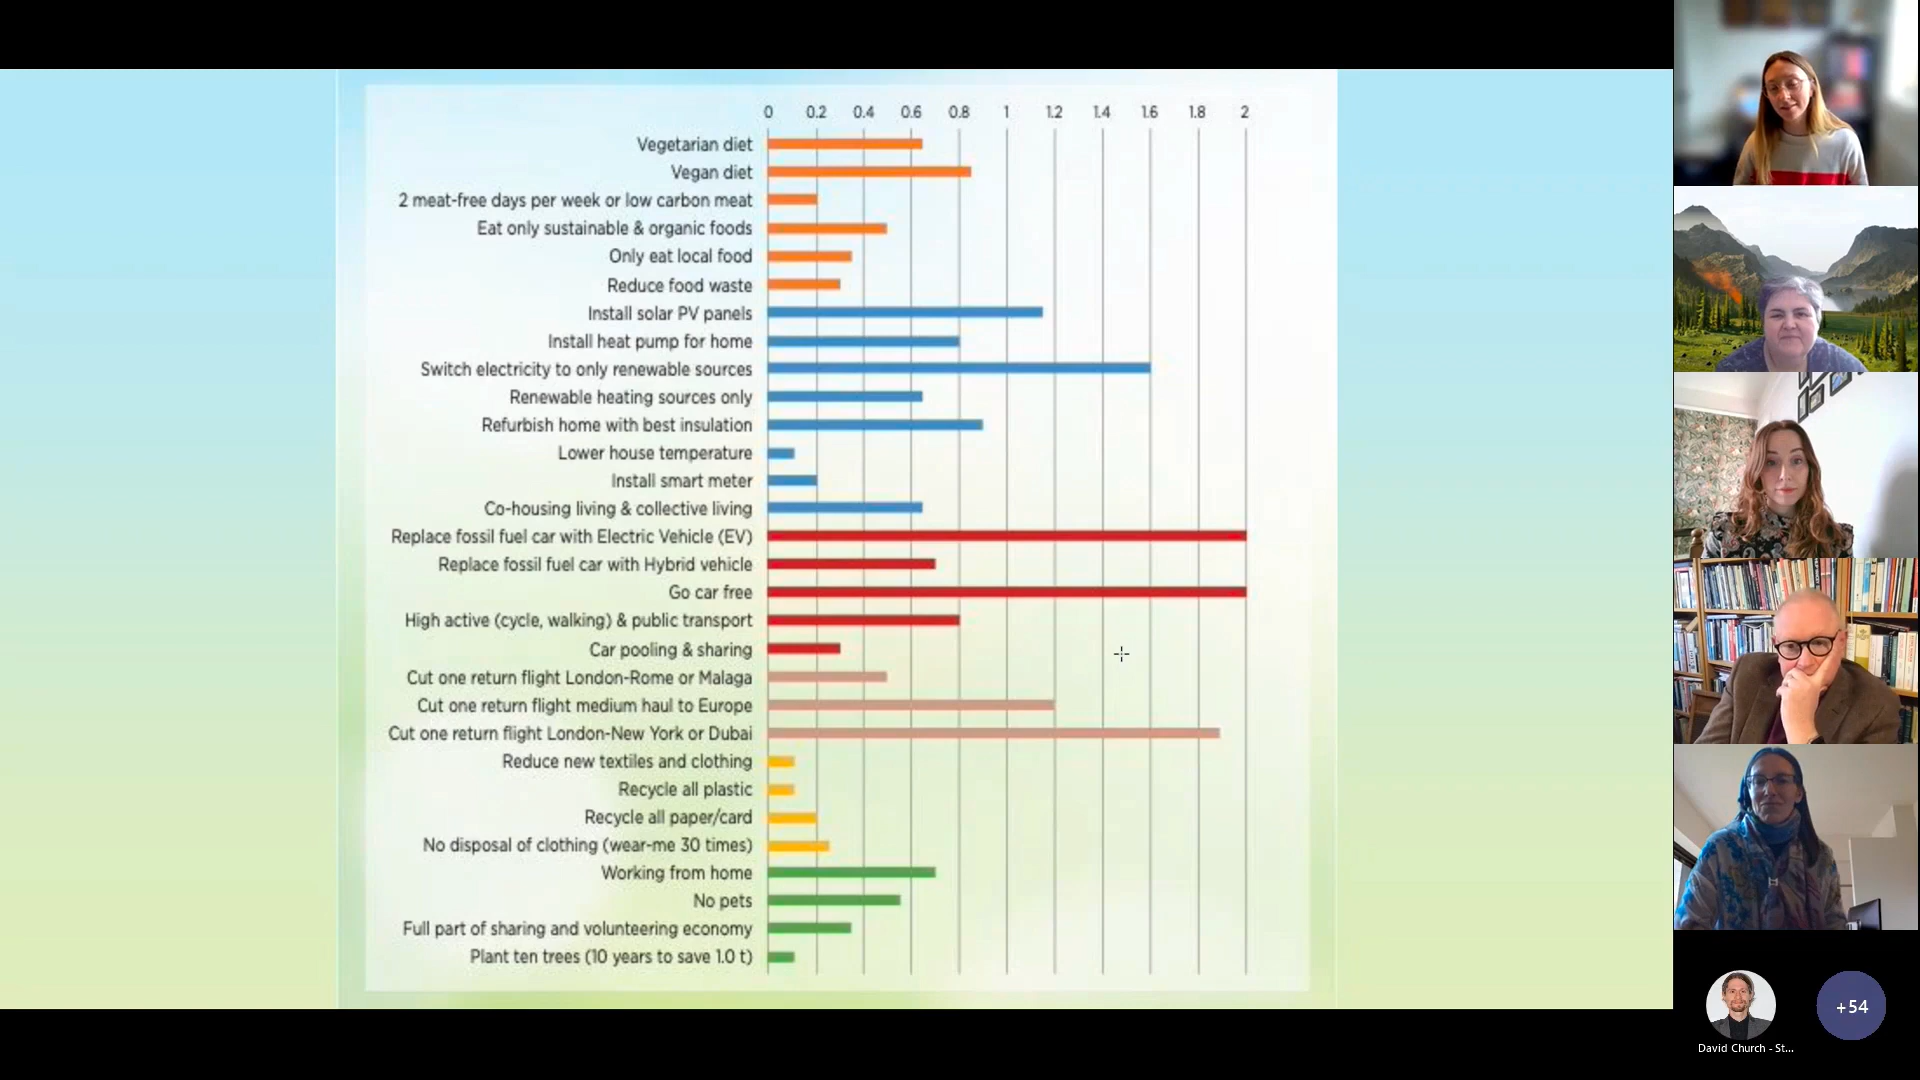 0 0.2 0.4 0.6 0.8 1 1.2 1.4 1.6 1.8 2
Vegetarian diet
Vegan diet
2 meat-free days per week or low carbon meat
Eat only sustainable & organic foods
Only eat local food
Reduce food waste
Install solar PV panels
Install heat pump for home
Switch electricity to only renewable sources
Renewable heating sources only
Refurbish home with best insulation
Lower house temperature
Install smart meter
Co-housing living & collective living
Replace fossil fuel car with Electric Vehicle (EV)
Replace fossil fuel car with Hybrid vehicle
Go car free
High active (cycle, walking) & public transport
Car pooling & sharing
Cut one return flight London-Rome or Malaga
Cut one return flight medium haul to Europe
Cut one return flight London-New York or Dubai
Reduce new textiles and clothing
Recycle all plastic
Recycle all paper/card
No disposal of clothing (wear-me 30 times)
Working from home
No pets
Full part of sharing and volunteering economy
Plant ten trees (10 years to save 1.0 t)
+54
David Church - St...